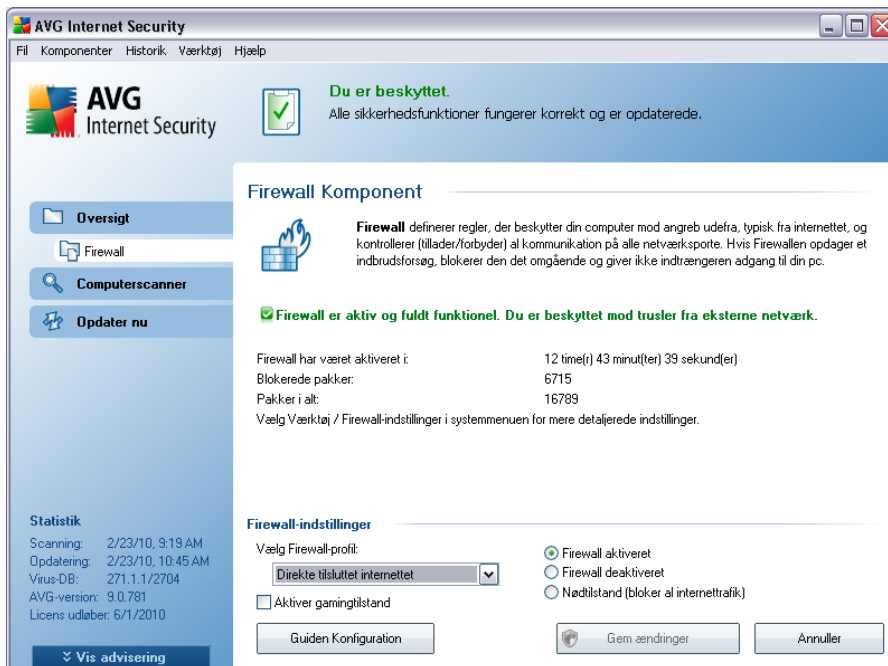 AVG Internet Security
Fil Komponenter Historik Værktøj Hjælp
AVG
Internet Security
Du er beskyttet.
Alle sikkerhedsfunktioner fungerer korrekt og er opdaterede.
Oversigt
Firewall
Computerscanner
Opdater nu
Firewall Komponent
Firewall definerer regler, der beskytter din computer mod angreb udefra, typisk fra internettet, og
kontrollerer (tillader/forbyder) al kommunikation på alle netværksporte. Hvis Firewallen opdager et
indbrudsforsøg, blokerer den det omgående og giver ikke indtrængeren adgang til din pc.
Firewall er aktiv og fuldt funktionel. Du er beskyttet mod trusler fra eksterne netværk.
Firewall har været aktiveret i: 12 time(r) 43 minut(ter) 39 sekund(er)
Blokerede pakker: 6715
Pakker i alt: 16789
Vælg Værktøj / Firewall-indstillinger i systemmenuen for mere detaljerede indstillinger.
Statistik
Scanning: 2/23/10, 9:19 AM
Opdatering: 2/23/10, 10:45 AM
Virus-DB: 271.1.1/2704
AVG-version: 9.0.781
Licens udløber: 6/1/2010
Vis advisering
Firewall-indstillinger
Vælg Firewall-profil:
Direkte tilsluttet internettet
Aktiver gamingtilstand
Firewall aktiveret
Firewall deaktiveret
Nødtilstand (bloker al internettrafik)
Guiden Konfiguration
Gem ændringer
Annuller